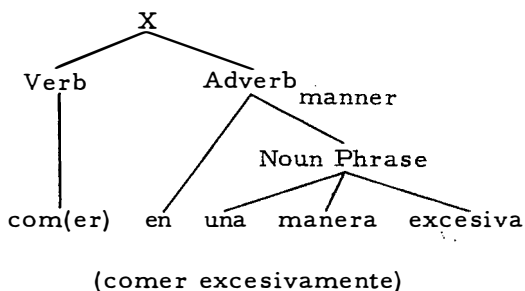 X
Verb Adverb manner
Noun Phrase
com(er) en una manera excesiva
(comer excesivamente)